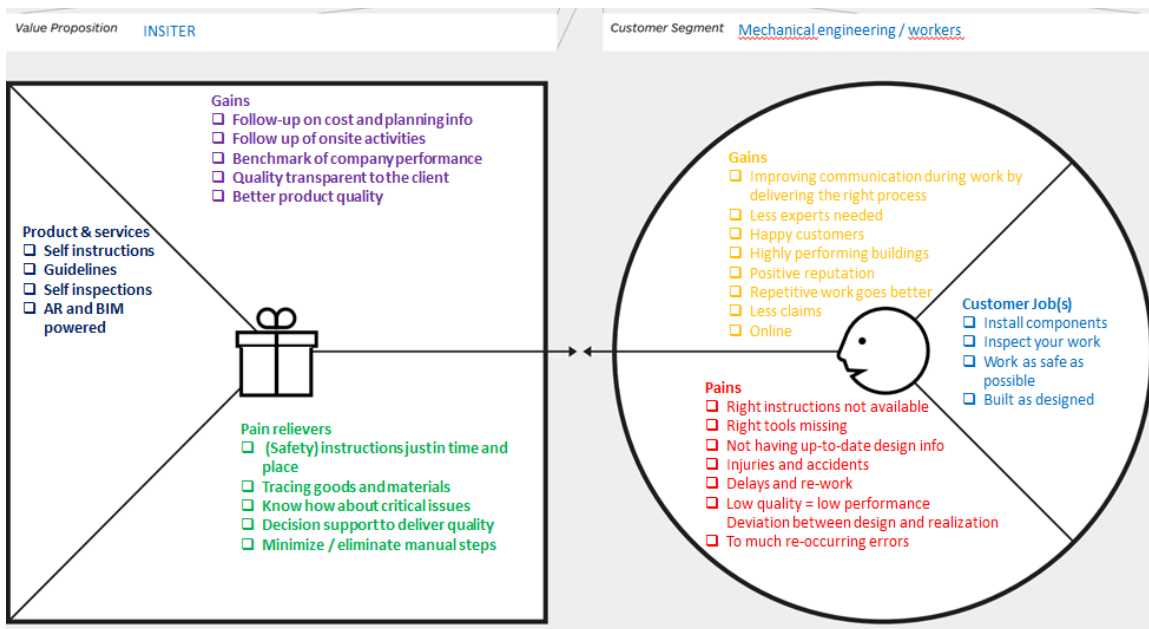 Value Proposition INSITER
Customer Segment Mechanical engineering / workers
Gains
Follow-up on cost and planning info
Follow up of onsite activities
Benchmark of company performance
Quality transparent to the client
Better product quality
Product & services
Self instructions
Guidelines
Self inspections
AR and BIM
powered
Pain relievers
(Safety) instructions just in time and
place
Tracing goods and materials
Know how about critical issues
Decision support to deliver quality
Minimize / eliminate manual steps
Gains
Improving communication during work by
delivering the right process
Less experts needed
Happy customers
Highly performing buildings
Positive reputation
Repetitive work goes better
Less claims
Online
Customer Job(s)
Install components
Inspect your work
Work as safe as
possible
Built as designed
Pains
Right instructions not available
Right tools missing
Not having up-to-date design info
Injuries and accidents
Delays and re-work
Low quality = low performance
Deviation between design and realization
To much re-occurring errors